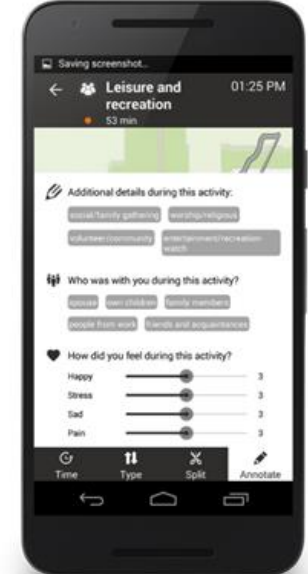 Saving screenshot...
Leisure and 01:25 PM
recreation
53 min
Additional details during this activity:
social/family gathering worship/religious
volunteer/community entertainment/recreation-
watch
Who was with you during this activity?
spouse own children family members
people from work friends and acquaintances
How did you feel during this activity?
Happy 3
Stress 3
Sad 3
Pain 3
Time Type Split Annotate